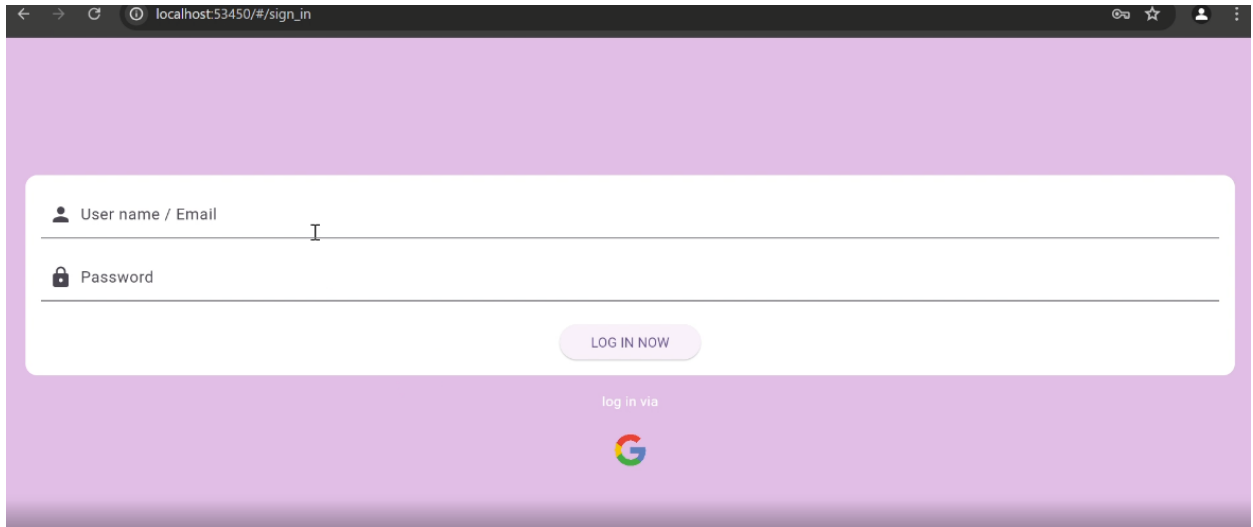 localhost:53450/#/sign_in
User name / Email
Password
LOG IN NOW
log in via